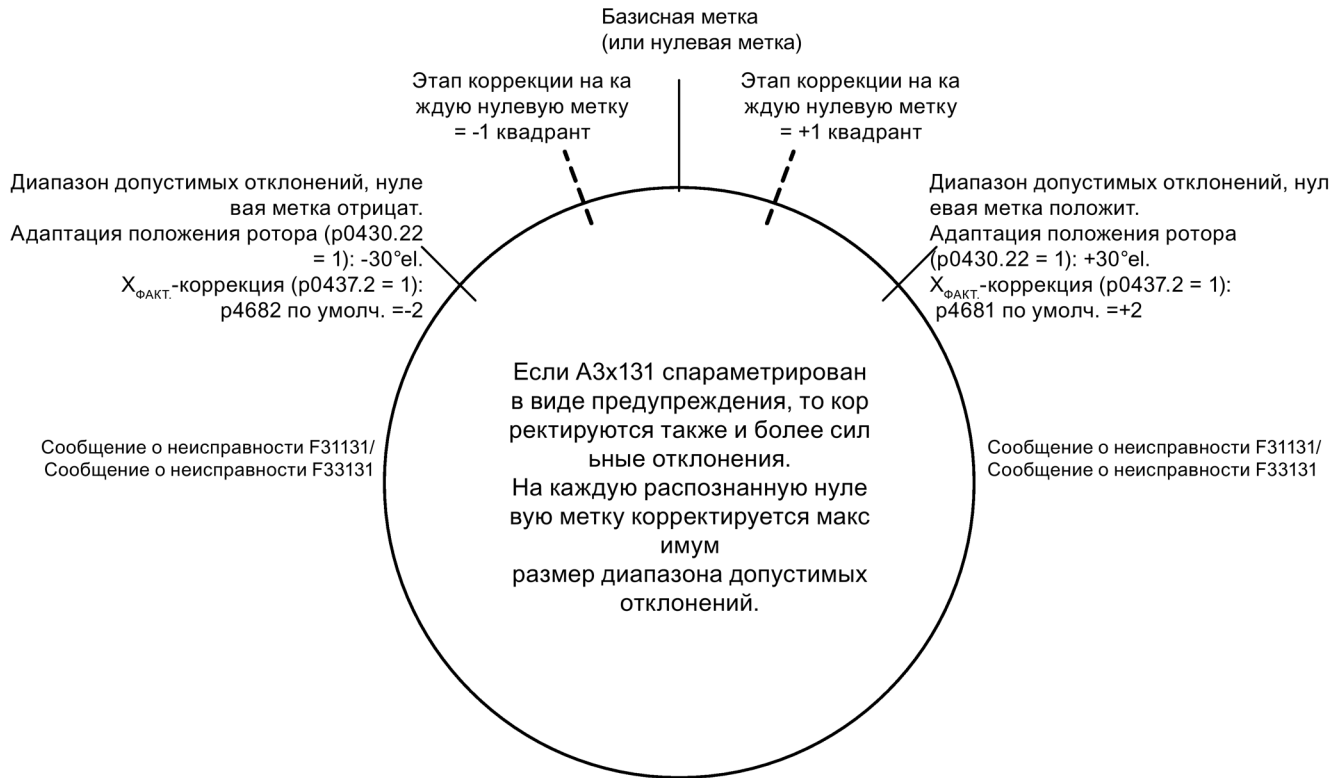 Базисная метка
(или нулевая метка)
Этап коррекции на ка
ждую нулевую метку
= -1 квадрант
Этап коррекции на ка
ждую нулевую метку
= +1 квадрант
Диапазон допустимых отклонений, нуле
вая метка отрицат.
Адаптация положения ротора (p0430.22
= 1): -30°el.
XФАКТ.-коррекция (p0437.2 = 1):
p4682 по умолч. =-2
Диапазон допустимых отклонений, нул
евая метка положит.
Адаптация положения ротора
(p0430.22 = 1): +30°el.
XФАКТ.-коррекция (p0437.2 = 1):
p4681 по умолч. =+2
Если A3x131 спараметрирован
в виде предупреждения, то кор
ректируются также и более сил
ьные отклонения.
На каждую распознанную нуле
вую метку корректируется макс
имум
размер диапазона допустимых
отклонений.
Сообщение о неисправности F31131/
Сообщение о неисправности F33131
Сообщение о неисправности F31131/
Сообщение о неисправности F33131